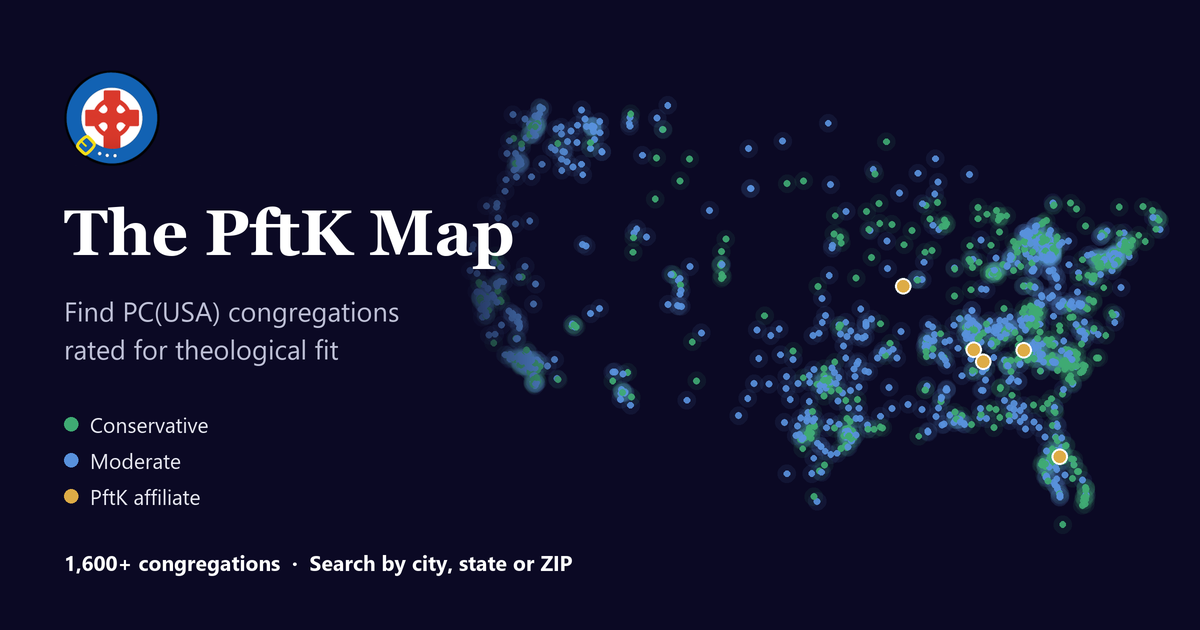 The PftK Map
Find PC(USA) congregations
rated for theological fit
Conservative
Moderate
PftK affiliate
1,600+ congregations · Search by city, state or ZIP